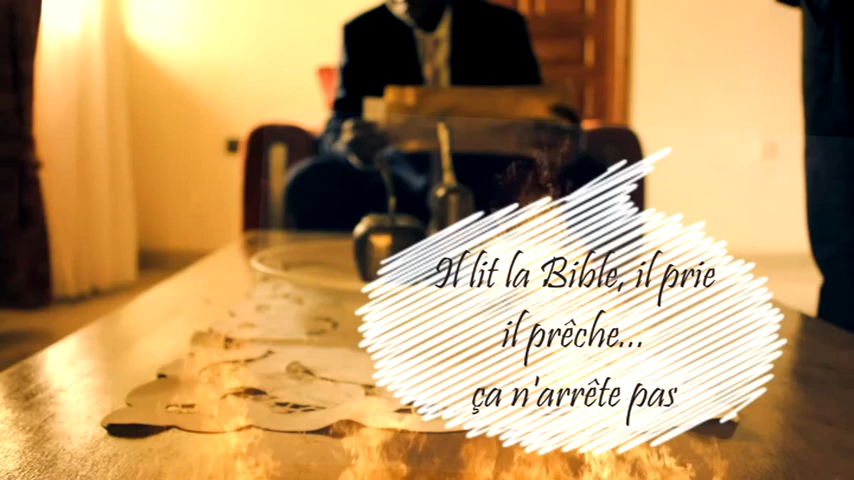 Il lit la Bible, il prie
il prêche...
ça n'arrête pas